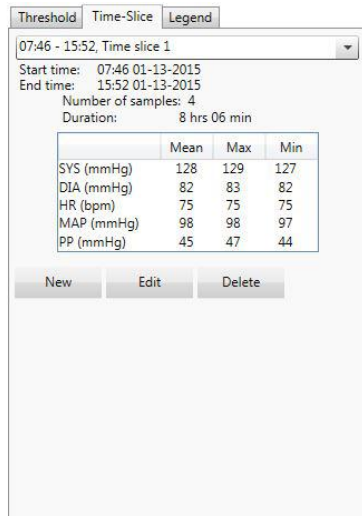 Threshold Time-Slice Legend
07:46 - 15:52, Time slice 1
Start time: 07:46 01-13-2015
End time: 15:52 01-13-2015
Number of samples: 4
Duration: 8 hrs 06 min
Mean Max Min
SYS (mmHg) 128 129 127
DIA (mmHg) 82 83 82
HR (bpm) 75 75 75
MAP (mmHg) 98 98 97
PP (mmHg) 45 47 44
New Edit Delete